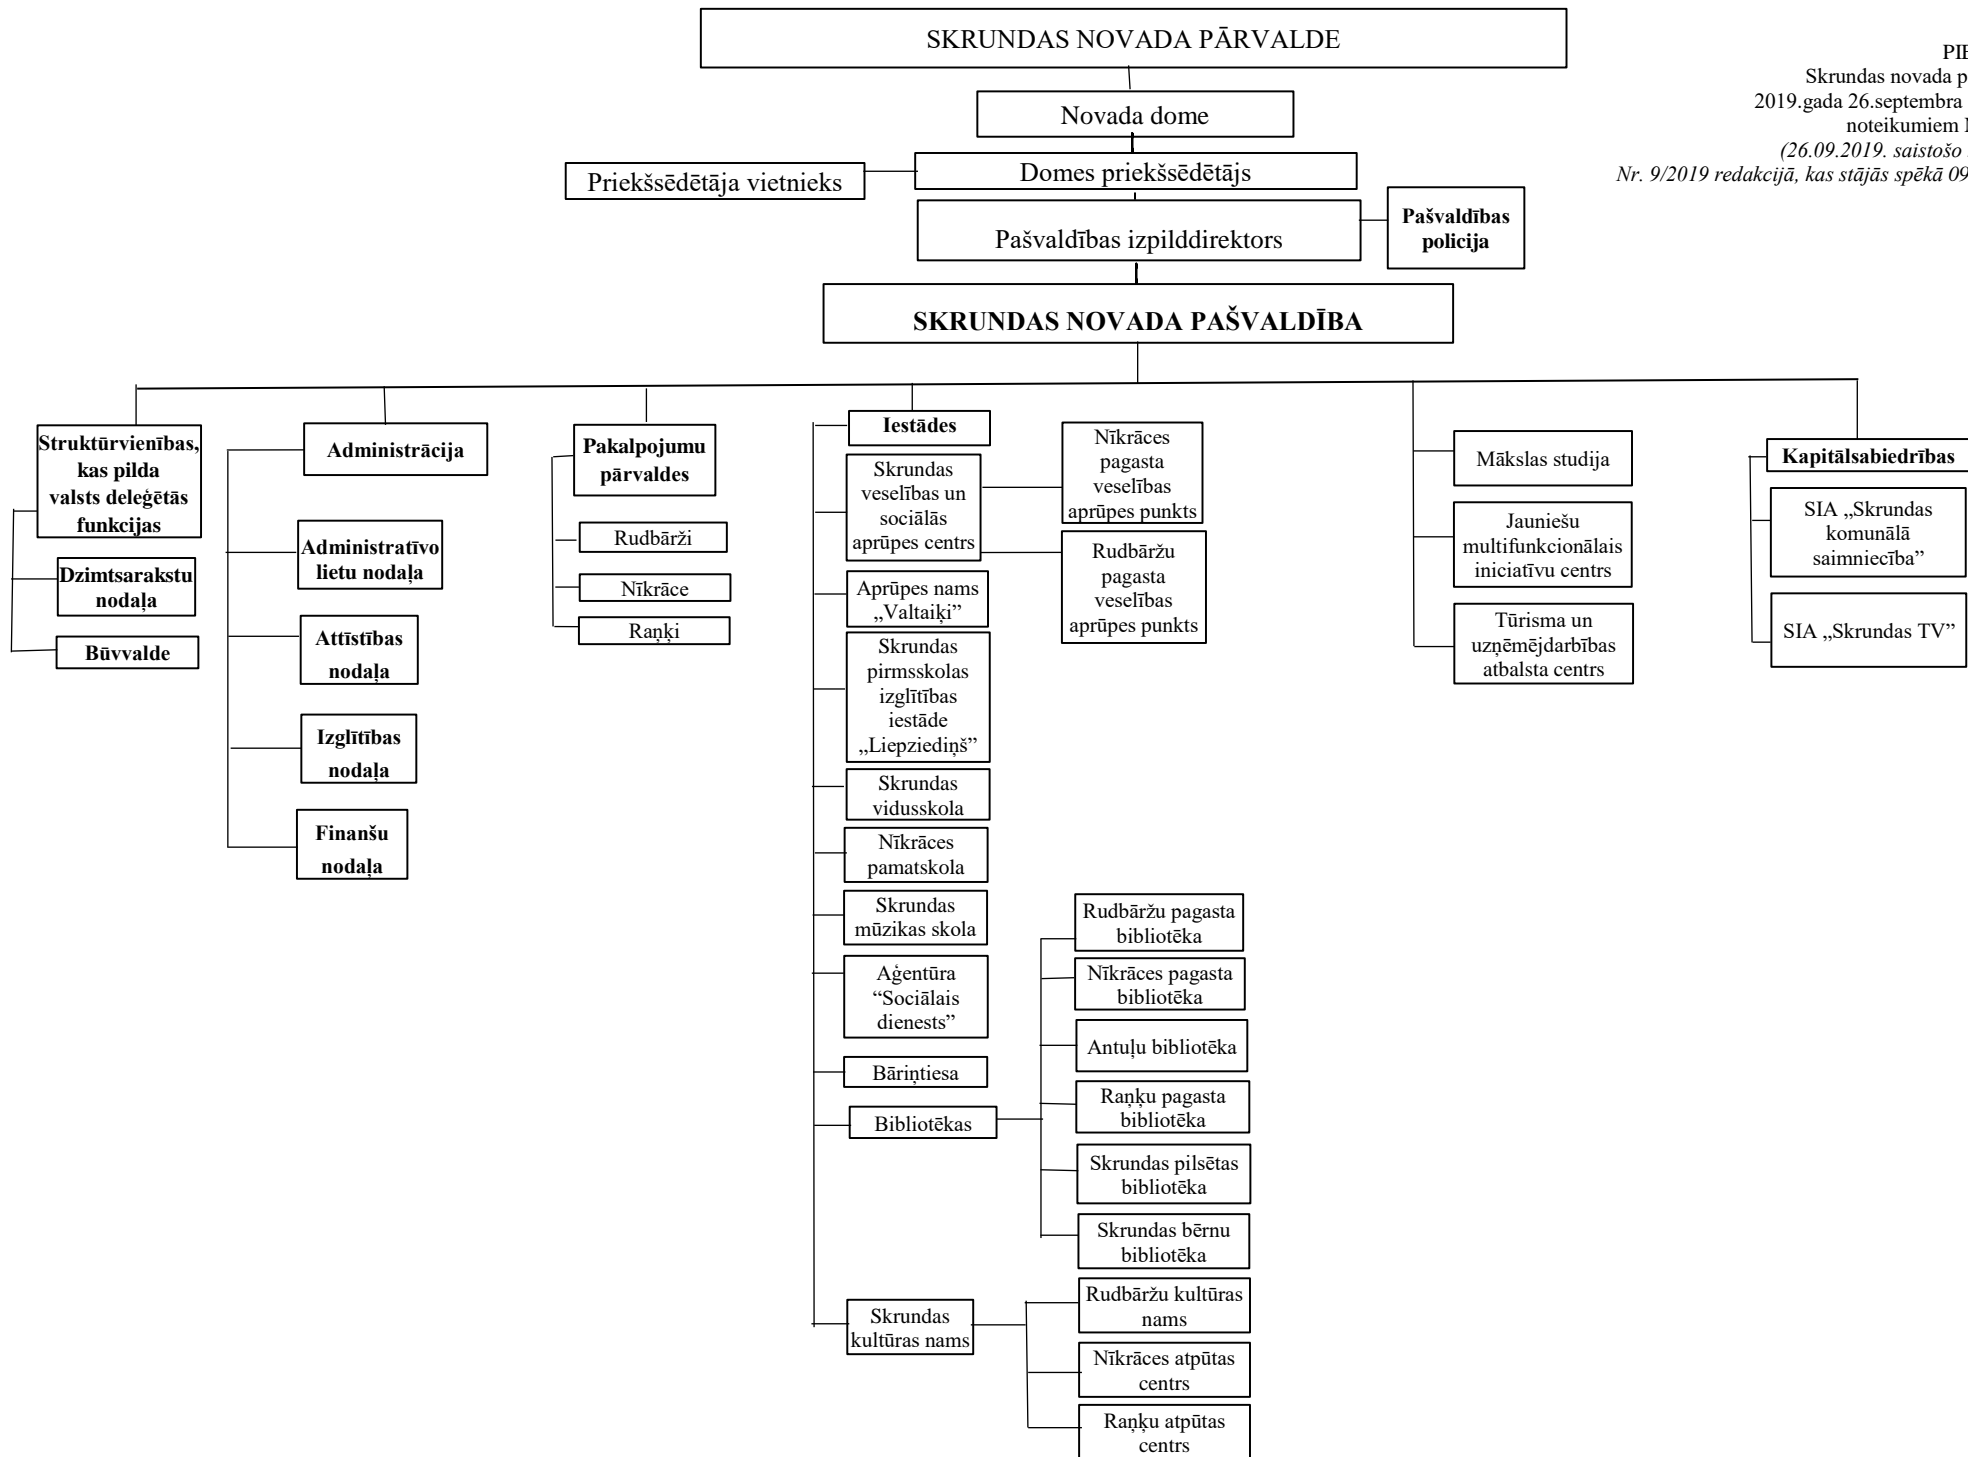 SKRUNDAS NOVADA PĀRVALDE
Skrundas novada
2019.gada 26.septembra
noteikumiem
(26.09.2019. saistošo
Nr. 9/2019 redakcijā, kas stājās spēkā 09
Novada dome
Domes priekšsēdētājs
Priekšsēdētāja vietnieks
Pašvaldības izpilddirektors
Pašvaldības
policija
SKRUNDAS NOVADA PAŠVALDĪBA
Struktūrvienības,
kas pilda
valsts deleģētās
funkcijas
Dzimtsarakstu
nodaļa
Būvvalde
Administrācija
Administratīvo
lietu nodaļa
Attīstības
nodaļa
Izglītības
nodaļa
Finanšu
nodaļa
Pakalpojumu
pārvaldes
Rudbārži
Nīkrāce
Raņķi
Iestādes
Skrundas
veselības un
sociālās
aprūpes centrs
Nīkrāces
pagasta
veselības
aprūpes punkts
Rudbāržu
pagasta
veselības
aprūpes punkts
Aprūpes nams
„Valtaiķi”
Skrundas
pirmsskolas
izglītības
iestāde
„Liepziediņš”
Skrundas
vidusskola
Nīkrāces
pamatskola
Skrundas
mūzikas skola
Aģentūra
“Sociālais
dienests”
Bāriņtiesa
Bibliotēkas
Rudbāržu pagasta
bibliotēka
Nīkrāces pagasta
bibliotēka
Antuļu bibliotēka
Raņķu pagasta
bibliotēka
Skrundas pilsētas
bibliotēka
Skrundas bērnu
bibliotēka
Skrundas
kultūras nams
Rudbāržu kultūras
nams
Nīkrāces atpūtas
centrs
Raņķu atpūtas
centrs
Mākslas studija
Jauniešu
multifunkcionālais
iniciatīvu centrs
Tūrisma un
uzņēmējdarbības
atbalsta centrs
Kapitālsabiedrības
SIA „Skrundas
komunālā
saimniecība”
SIA „Skrundas TV”